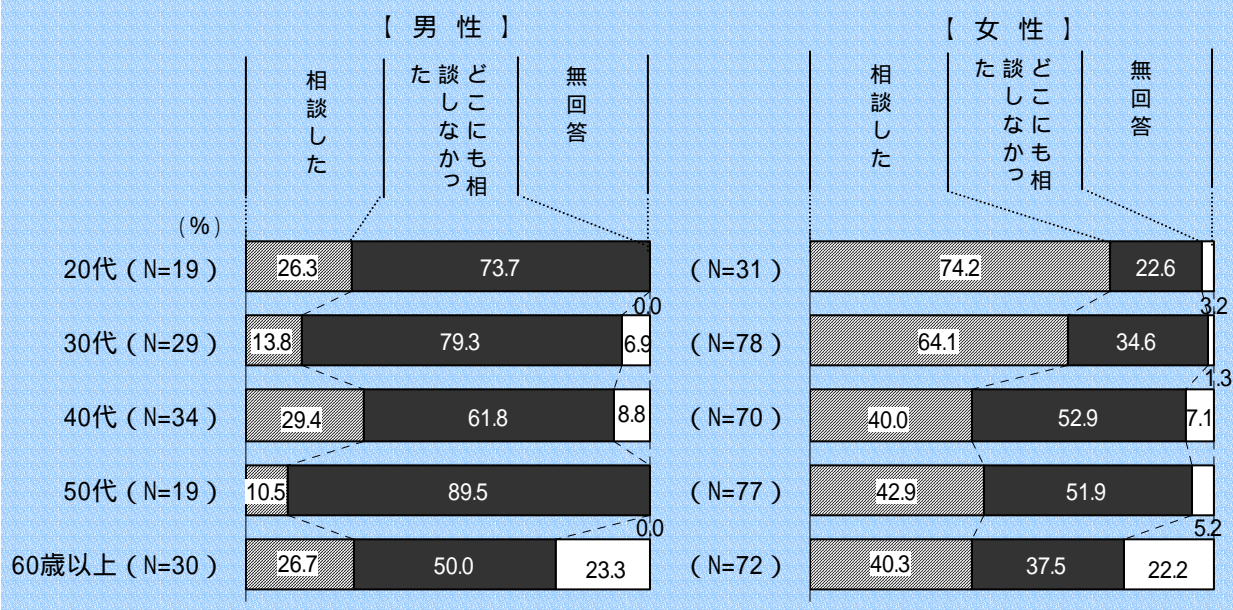 【 男 性 】
相談した
どこにも相談しなかった
無回答
【 女 性 】
相談した
どこにも相談しなかった
無回答
(%)
20代(N=19) 26.3 73.7 0.0
30代(N=29) 13.8 79.3 6.9
40代(N=34) 29.4 61.8 8.8
50代(N=19) 10.5 89.5 0.0
60歳以上(N=30) 26.7 50.0 23.3
(N=31) 74.2 22.6 3.2
(N=78) 64.1 34.6 1.3
(N=70) 40.0 52.9 7.1
(N=77) 42.9 51.9 5.2
(N=72) 40.3 37.5 22.2